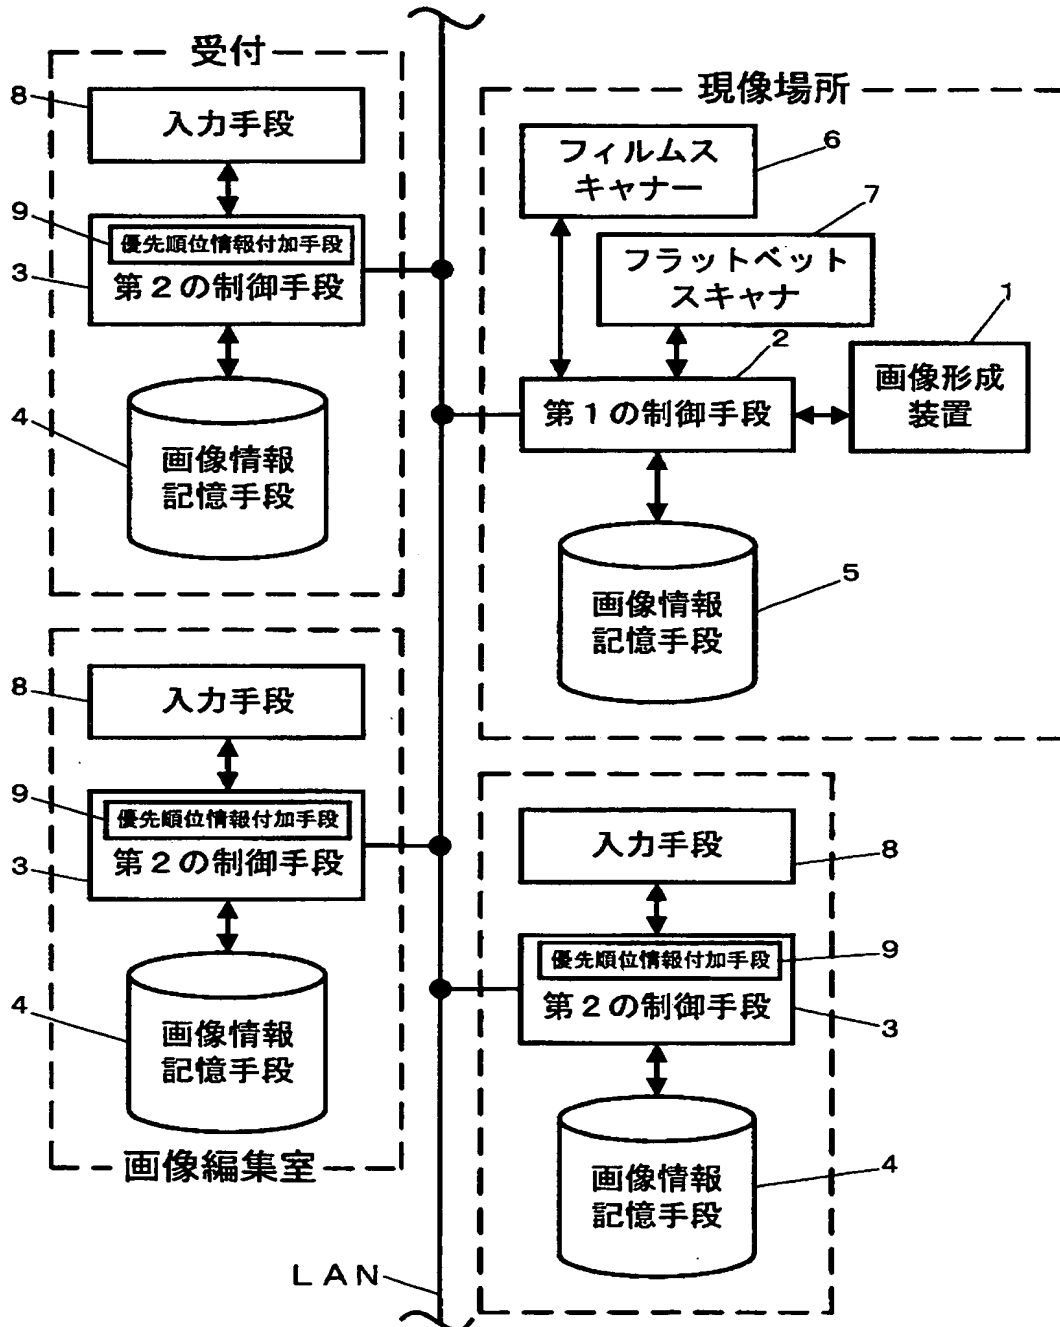 受付
8
入力手段
9
優先順位情報付加手段
3
第2の制御手段
4
画像情報
記憶手段
現像場所
フィルムス
キャナー
6
7
フラットベット
スキャナ
1
2
第1の制御手段
画像形成
装置
画像情報
記憶手段
5
8
入力手段
9
優先順位情報付加手段
3
第2の制御手段
4
画像情報
記憶手段
画像編集室
入力手段
8
優先順位情報付加手段
9
第2の制御手段
3
画像情報
記憶手段
4
LAN